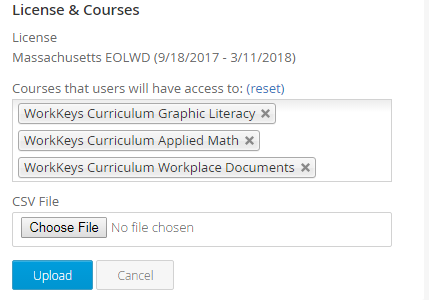 License & Courses
License
Massachusetts EOLWD (9/18/2017 - 3/11/2018)
Courses that users will have access to: (reset)
WorkKeys Curriculum Graphic Literacy ×
WorkKeys Curriculum Applied Math ×
WorkKeys Curriculum Workplace Documents ×
CSV File
Choose File No file chosen
Upload Cancel